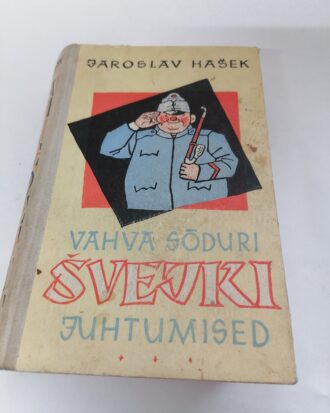 JAROSLAV HAŠEK
VAHVA SÕDURI
ŠVEJKI
JUHTUMISED